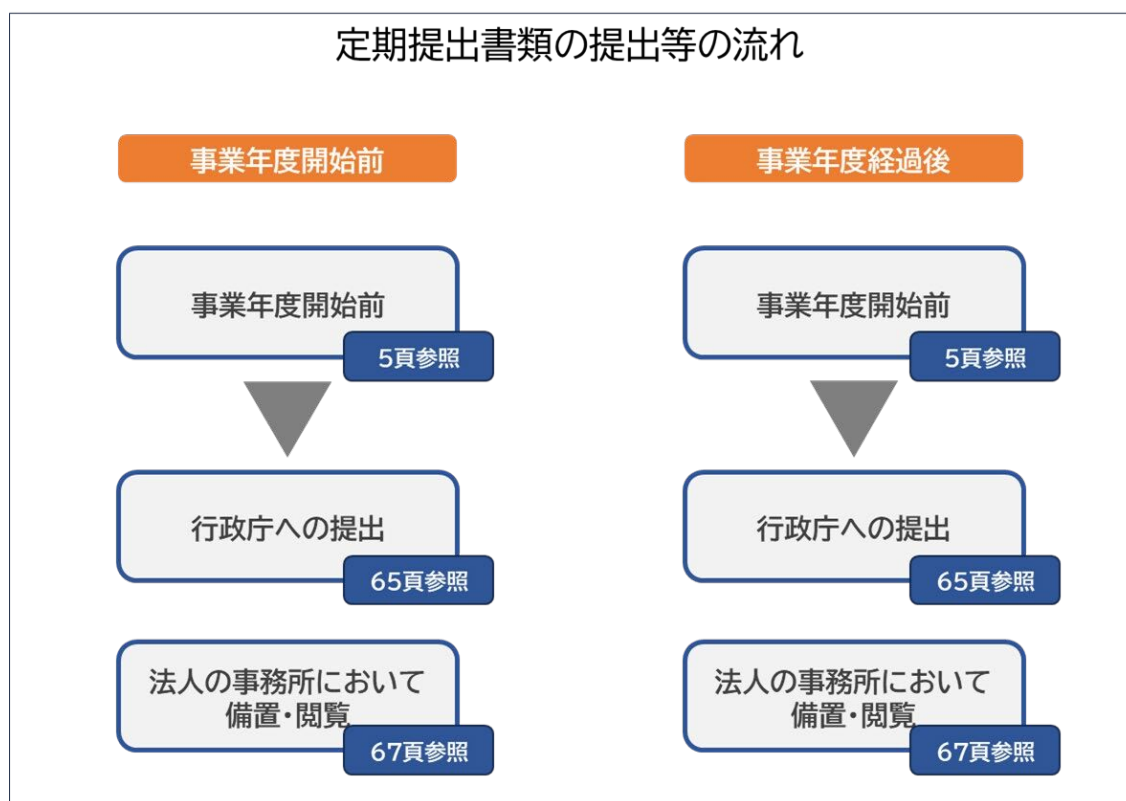 定期提出書類の提出等の流れ
事業年度開始前
事業年度開始前
5頁参照
行政庁への提出
65頁参照
法人の事務所において
備置・閲覧
67頁参照
事業年度経過後
事業年度開始前
5頁参照
行政庁への提出
65頁参照
法人の事務所において
備置・閲覧
67頁参照